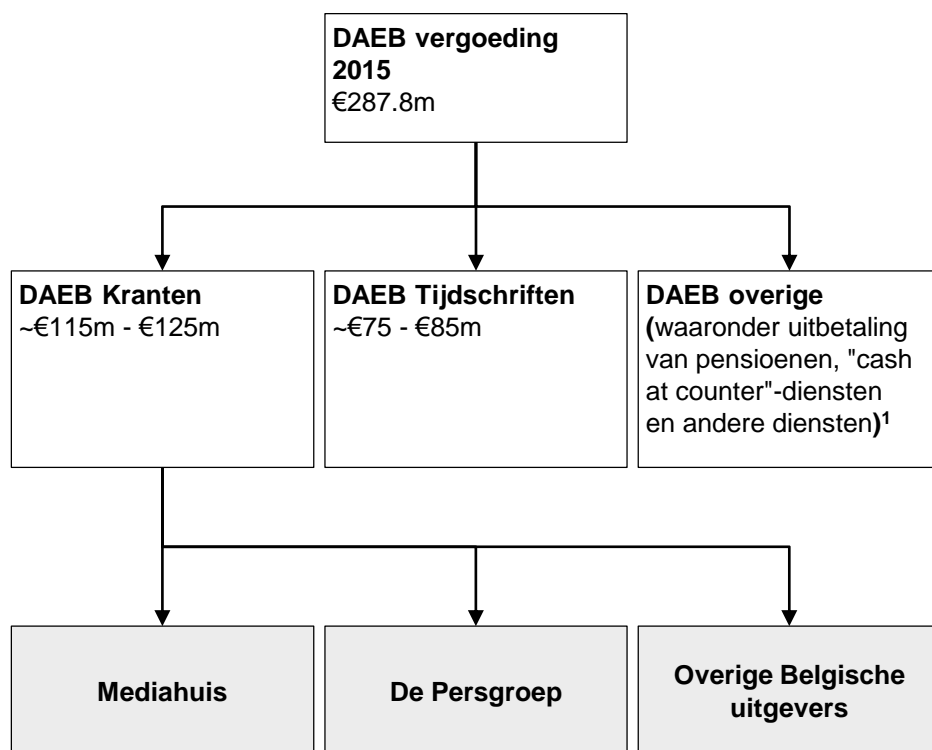 DAEB vergoeding
2015
€287.8m
DAEB Kranten
~€115m - €125m
DAEB Tijdschriften
~€75 - €85m
DAEB overige
(waaronder uitbetaling
van pensioenen, "cash
at counter"-diensten
en andere diensten)¹
Mediahuis
De Persgroep
Overige Belgische
uitgevers